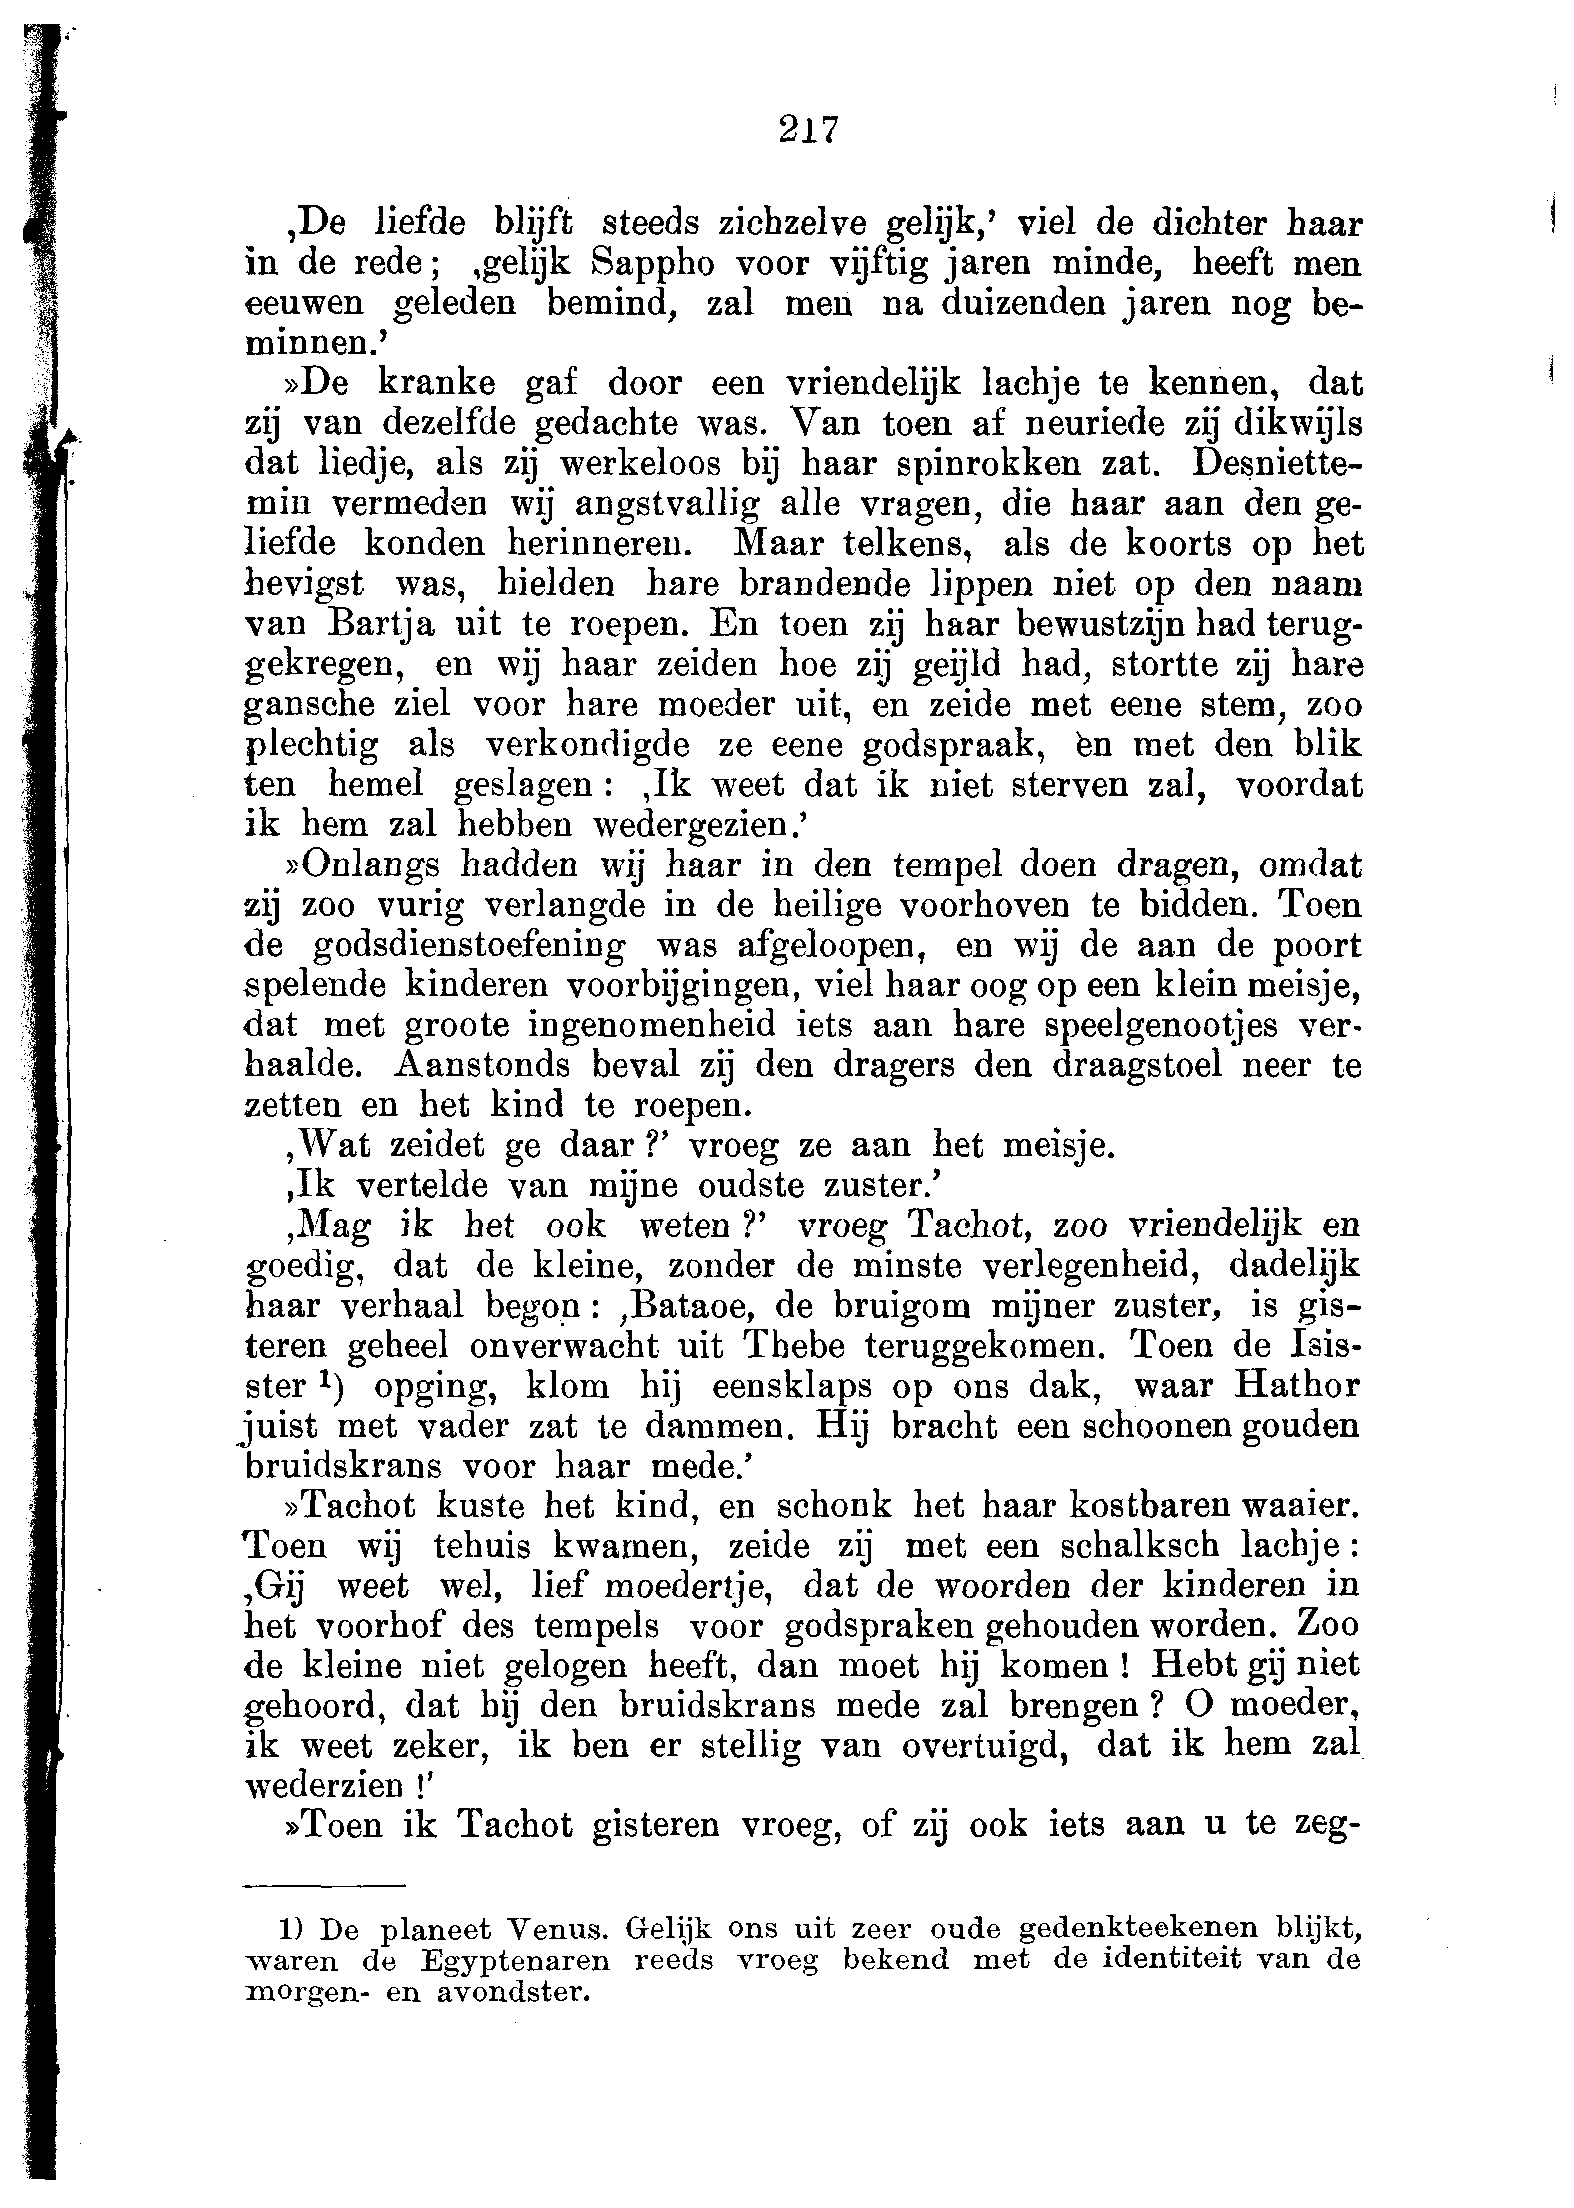 217
‚De liefde blijft steeds zichzelve gelijk,’ viel de dichter haar
in de rede; ‚gelijk Sappho voor vijftig jaren minde, heeft men
eeuwen geleden bemind, zal men na duizenden jaren nog be-
minnen.’
»De kranke gaf door een vriendelijk lachje te kennen, dat
zij van dezelfde gedachte was. Van toen af neuriede zij dikwijls
dat liedje, als zij werkeloos bij haar spinrokken zat. Desniette-
min vermeden wij angstvallig alle vragen, die haar aan den ge-
liefde konden herinneren. Maar telkens, als de koorts op het
hevigst was, hielden hare brandende lippen niet op den naam
van Bartja uit te roepen. En toen zij haar bewustzijn had terug-
gekregen, en wij haar zeiden hoe zij geijld had, stortte zij hare
gansche ziel voor hare moeder uit, en zeide met eene stem, zoo
plechtig als verkondigde ze eene godspraak, èn met den blik
ten hemel geslagen: ‚Ik weet dat ik niet sterven zal, voordat
ik hem zal hebben wedergezien.’
»Onlangs hadden wij haar in den tempel doen dragen, omdat
zij zoo vurig verlangde in de heilige voorhoven te bidden. Toen
de godsdienstoefening was afgeloopen, en wij de aan de poort
spelende kinderen voorbijgingen, viel haar oog op een klein meisje,
dat met groote ingenomenheid iets aan hare speelgenootjes ver-
haalde. Aanstonds beval zij den dragers den draagstoel neer te
zetten en het kind te roepen.
‚Wat zeidet ge daar?’ vroeg ze aan het meisje.
‚Ik vertelde van mijne oudste zuster.’
‚Mag ik het ook weten?’ vroeg Tachot, zoo vriendelijk en
goedig, dat de kleine, zonder de minste verlegenheid, dadelijk
haar verhaal begon: ‚Bataoe, de bruigom mijner zuster, is gis-
teren geheel onverwacht uit Thebe teruggekomen. Toen de Isis-
ster ¹) opging, klom hij eensklaps op ons dak, waar Hathor
juist met vader zat te dammen. Hij bracht een schoonen gouden
bruidskrans voor haar mede.’
»Tachot kuste het kind, en schonk het haar kostbaren waaier.
Toen wij tehuis kwamen, zeide zij met een schalksch lachje:
‚Gij weet wel, lief moedertje, dat de woorden der kinderen in
het voorhof des tempels voor godspraken gehouden worden. Zoo
de kleine niet gelogen heeft, dan moet hij komen! Hebt gij niet
gehoord, dat hij den bruidskrans mede zal brengen? O moeder,
ik weet zeker, ik ben er stellig van overtuigd, dat ik hem zal
wederzien!’
»Toen ik Tachot gisteren vroeg, of zij ook iets aan u te zeg-
1) De planeet Venus. Gelijk ons uit zeer oude gedenkteekenen blijkt,
waren de Egyptenaren reeds vroeg bekend met de identiteit van de
morgen- en avondster.